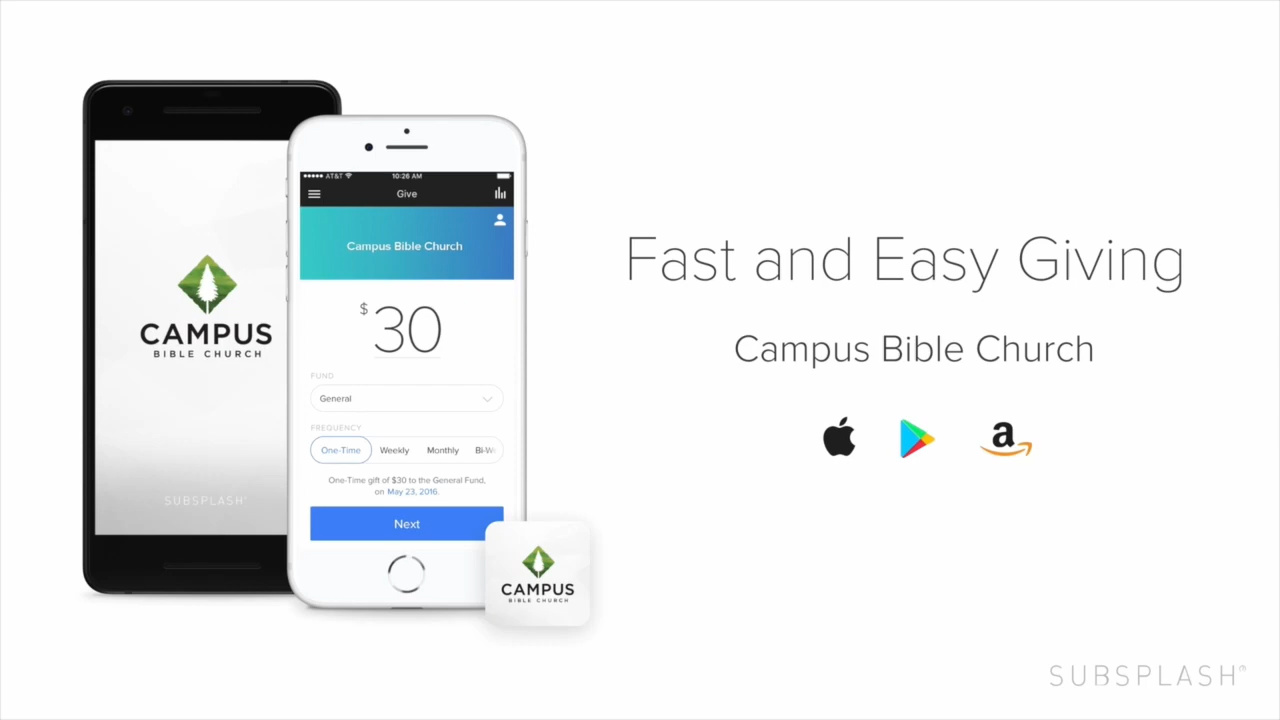 CAMPUS
BIBLE CHURCH
SUBSPLASH
AT&T
10:26 AM
Give
Campus Bible Church
$30
FUND
General
FREQUENCY
One-Time Weekly Monthly Bi-We
One-Time gift of $30 to the General Fund,
on May 23, 2016.
Next
CAMPUS
BIBLE CHURCH
Fast and Easy Giving
Campus Bible Church
a
SUBSPLASH